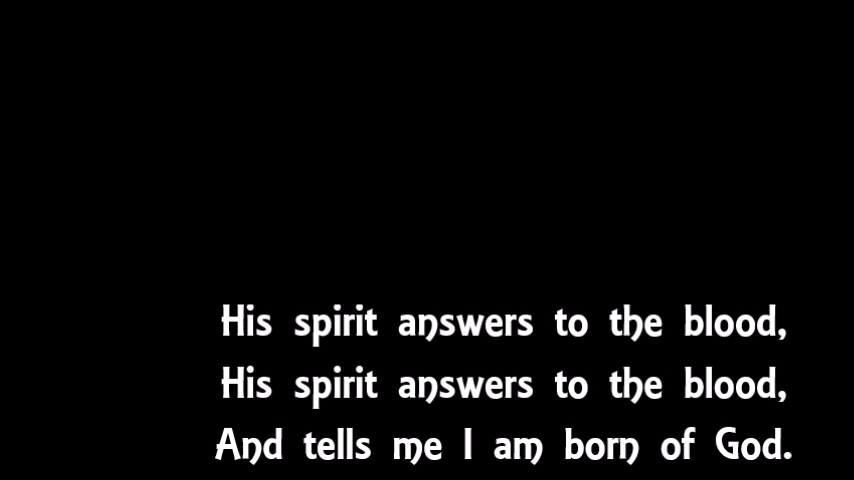 His spirit answers to the blood,
His spirit answers to the blood,
And tells me I am born of God.